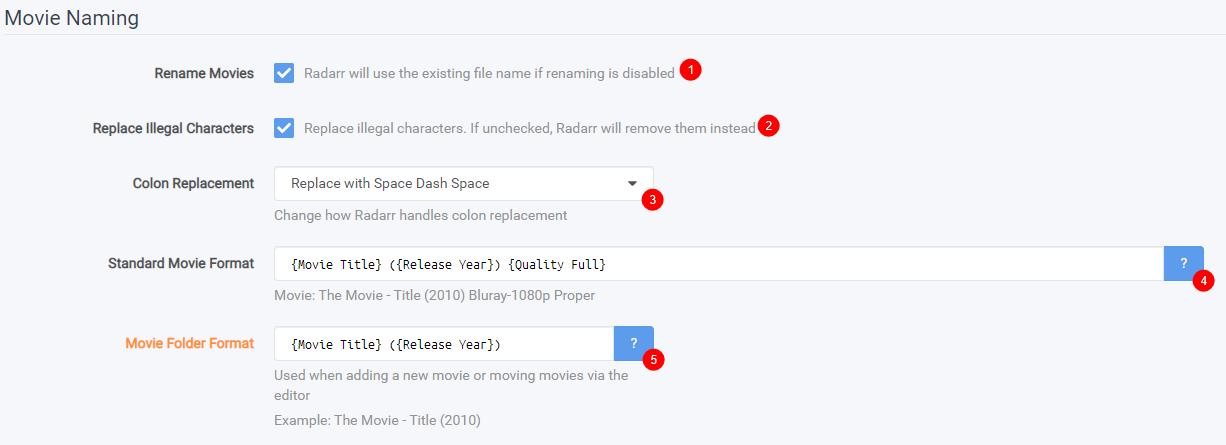 Movie Naming
Rename Movies Radarr will use the existing file name if renaming is disabled 1
Replace Illegal Characters Replace illegal characters. If unchecked, Radarr will remove them instead 2
Colon Replacement Replace with Space Dash Space 3
Change how Radarr handles colon replacement
Standard Movie Format {Movie Title} ({Release Year}) {Quality Full} ? 4
Movie: The Movie - Title (2010) Bluray-1080p Proper
Movie Folder Format {Movie Title} ({Release Year}) ? 5
Used when adding a new movie or moving movies via the
editor
Example: The Movie - Title (2010)